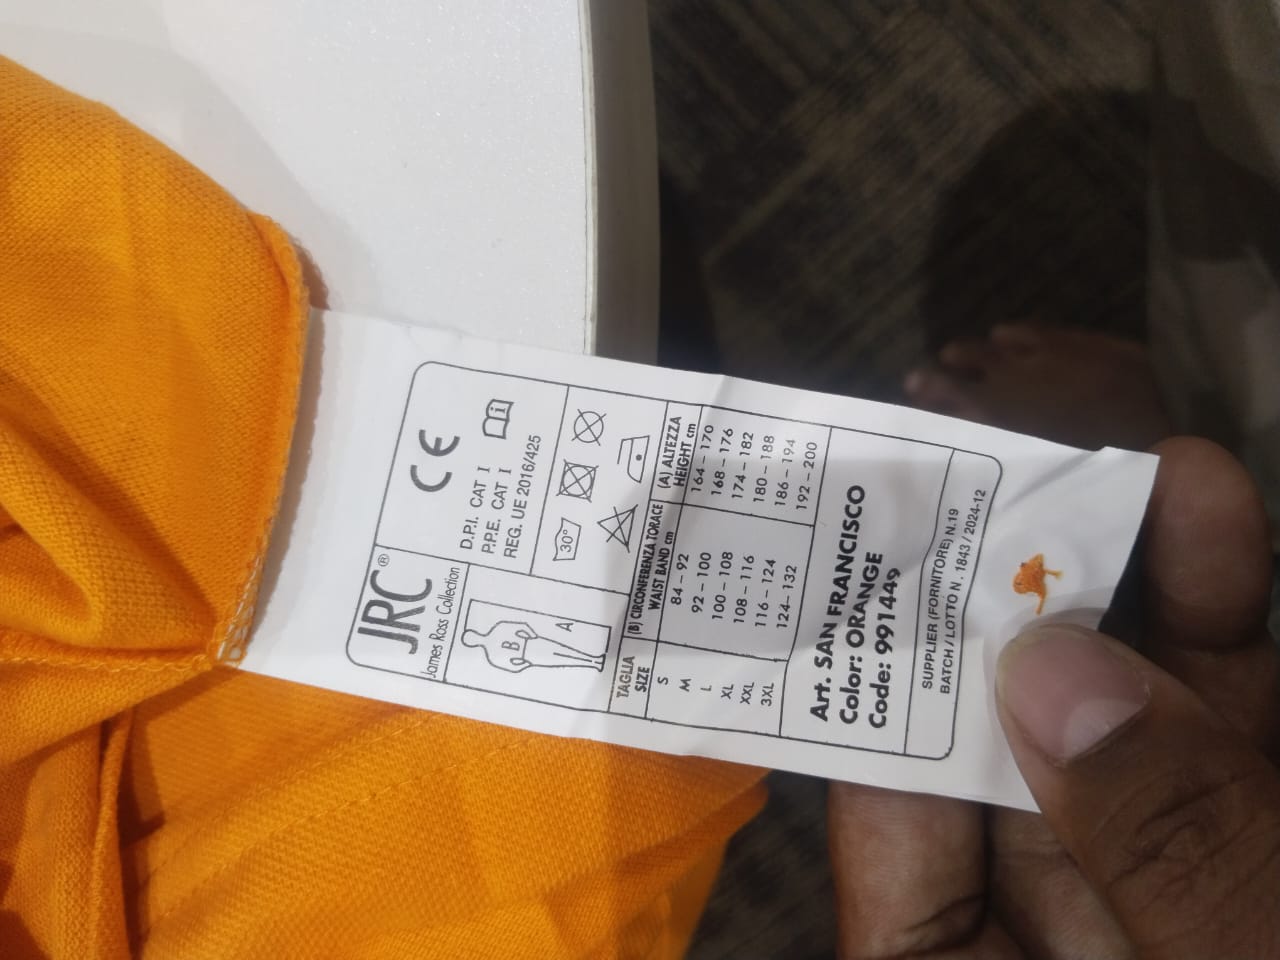 JRC®
James Ross Collection
CE
D.P.I. CAT I
P.P.E. CAT I
REG. UE 2016/425
i
B
A
30°
TAGLIA SIZE (B) CIRCONFERENZA TORACE WAIST BAND cm (A) ALTEZZA HEIGHT cm
S 84 – 92 164 – 170
M 92 – 100 168 – 176
L 100 – 108 174 – 182
XL 108 – 116 180 – 188
XXL 116 – 124 186 – 194
3XL 124 – 132 192 – 200
Art. SAN FRANCISCO
Color: ORANGE
Code: 991449
SUPPLIER (FORNITORE) N.19
BATCH / LOTTO N . 1843 / 2024-12